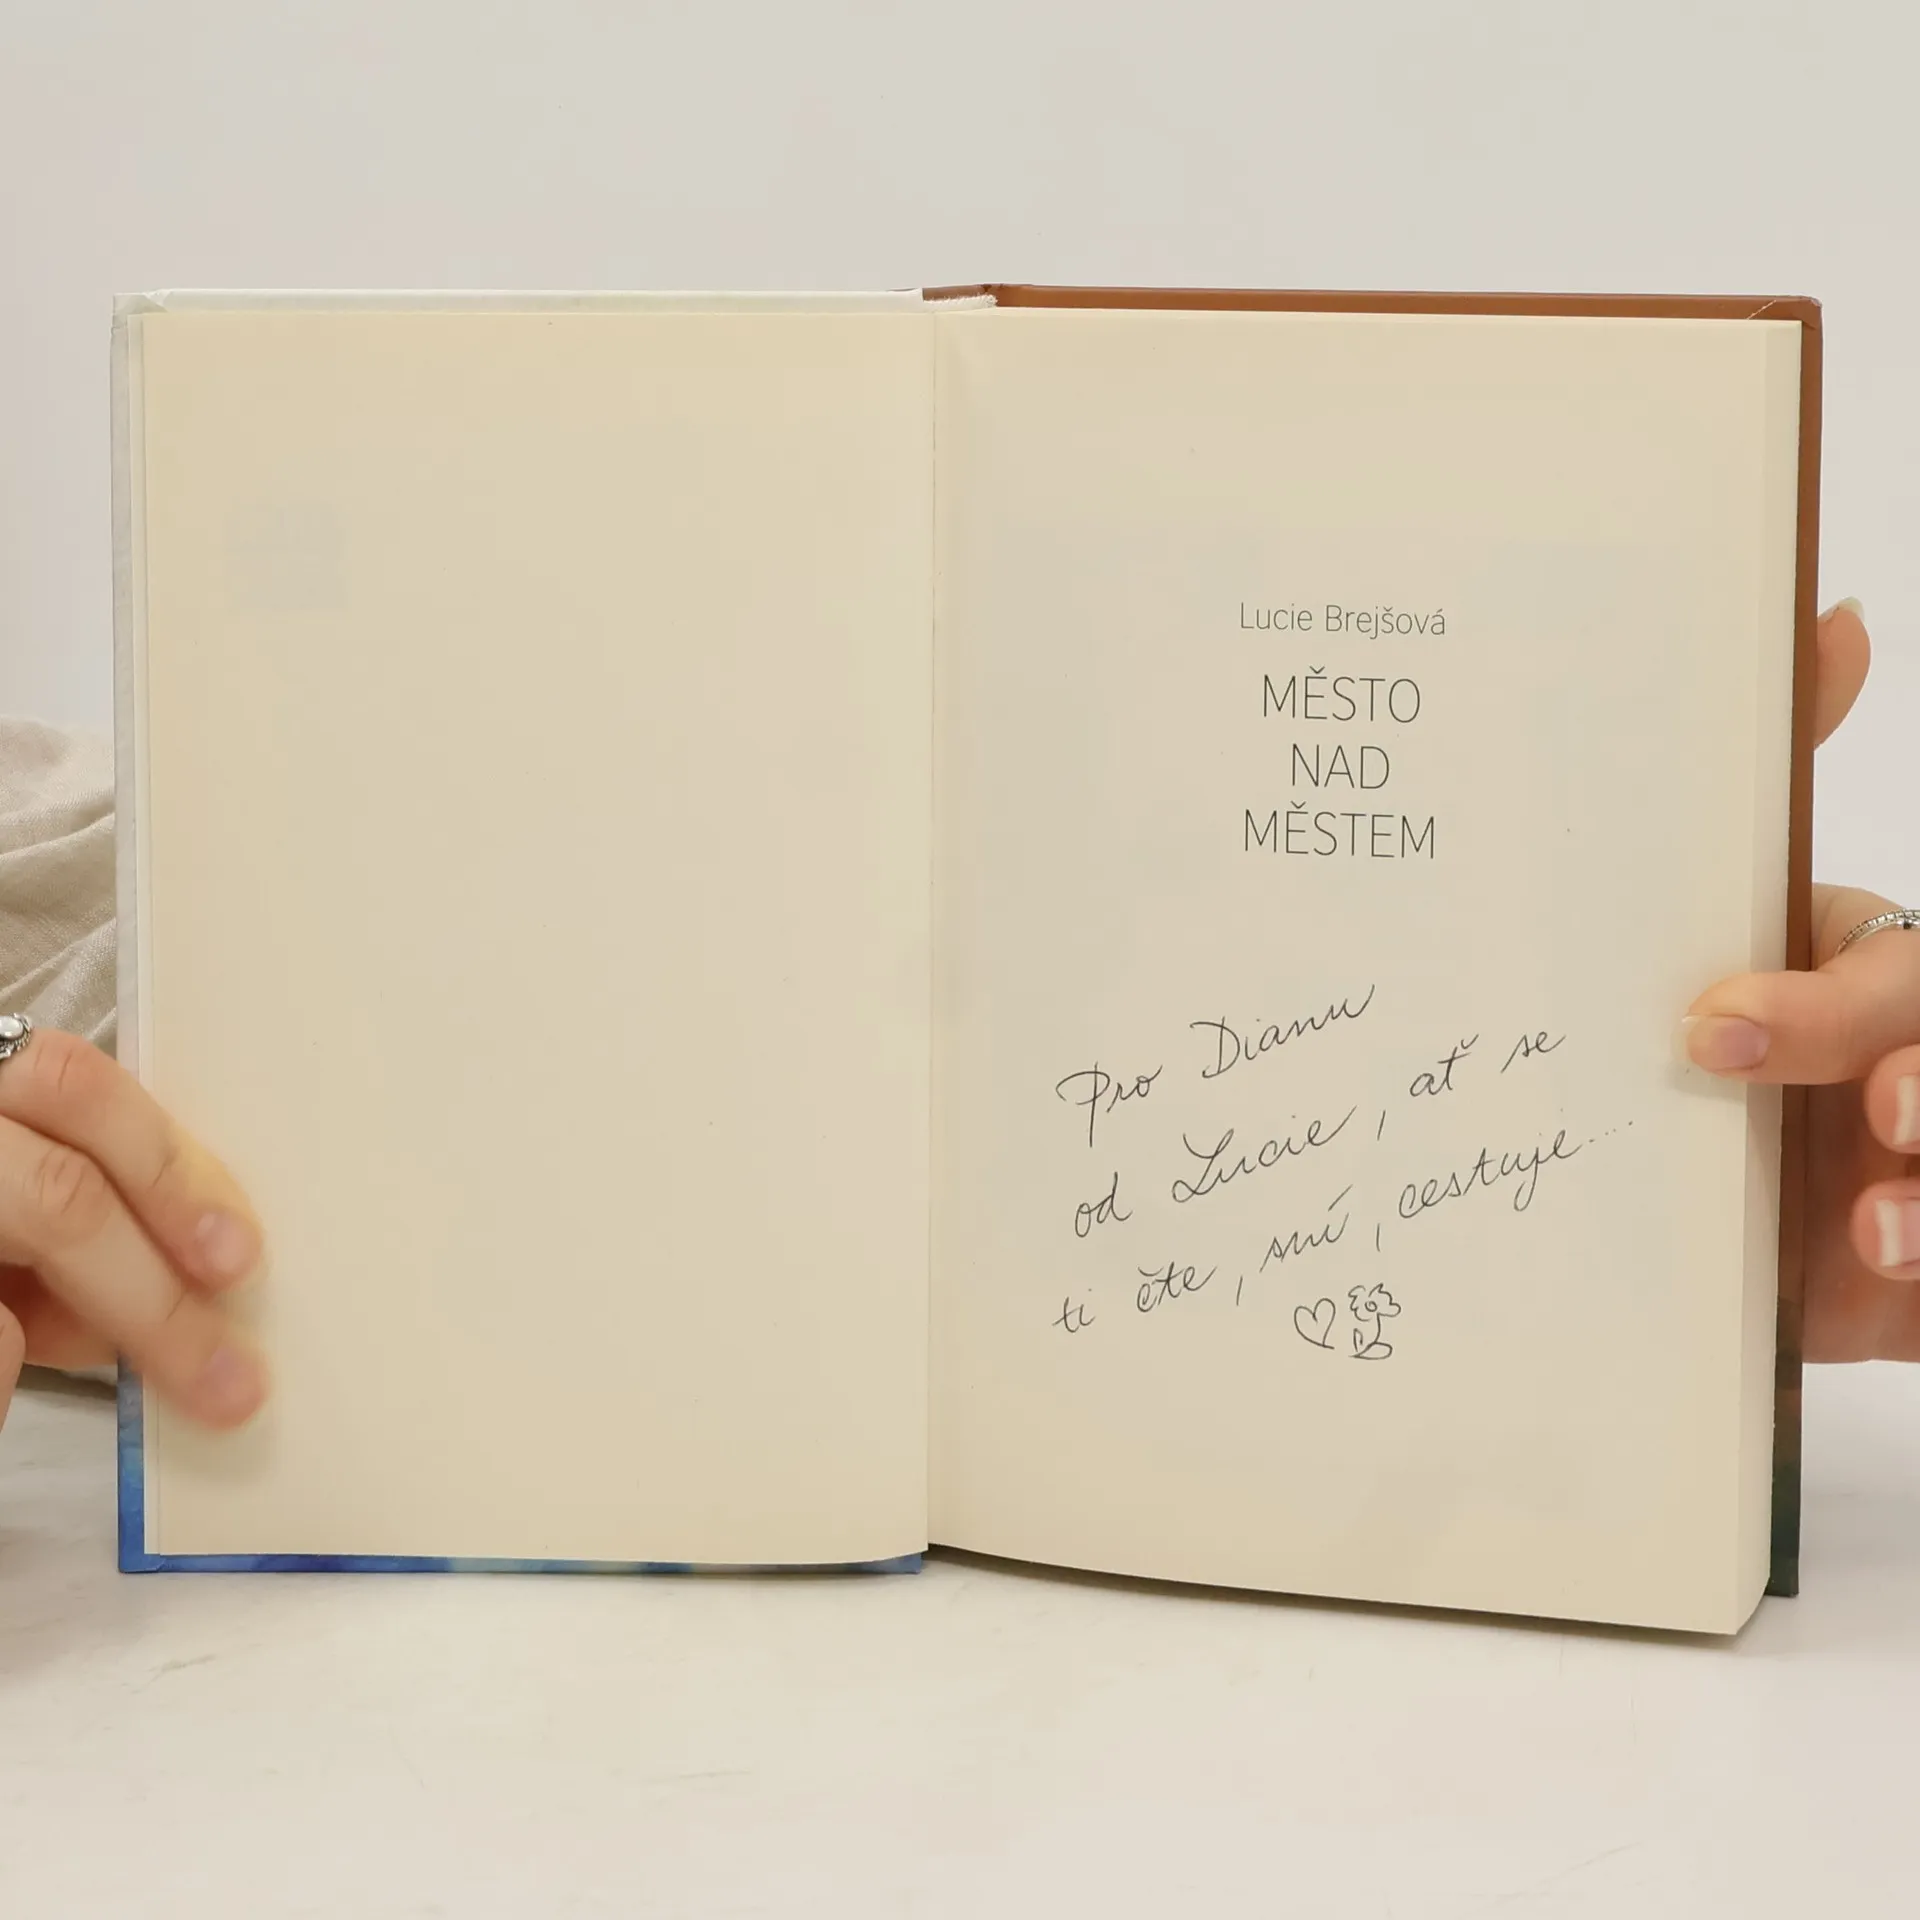 Lucie Brejšová
MĚSTO
NAD
MĚSTEM
Pro Dianu
od Lucie, ať se
ti čte, sní, cestuje....